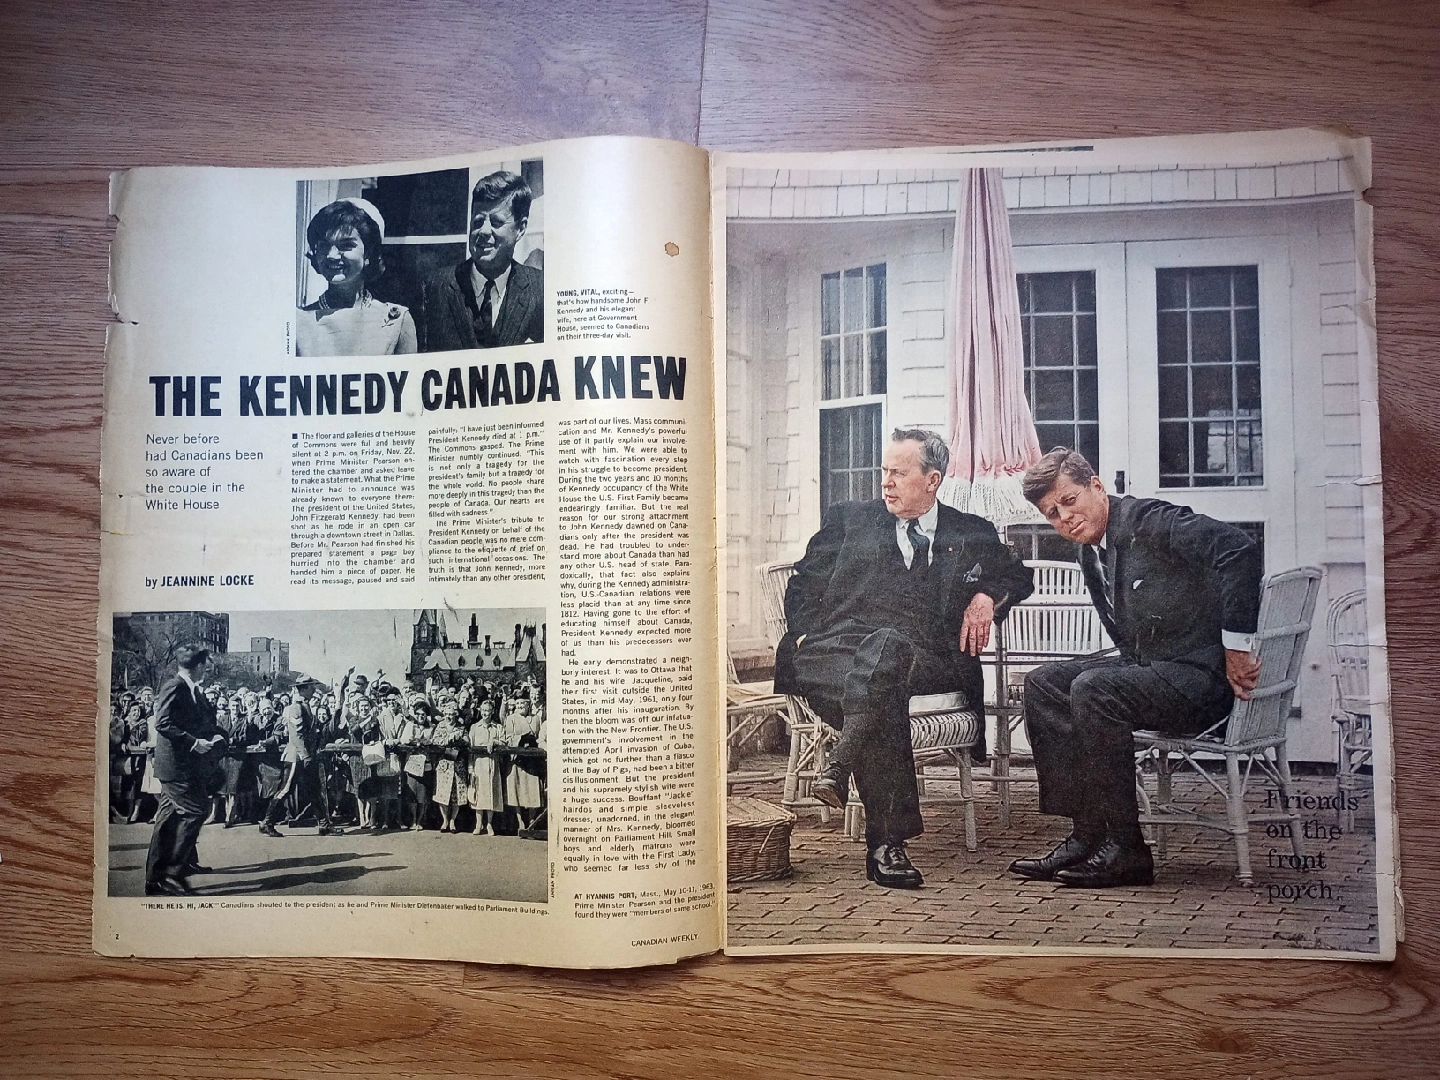 YOUNG, VITAL, exciting—
that's how handsome John F
Kennedy and his elegant
wife, here at Government
House, seemed to Canadians
on their three-day visit.
THE KENNEDY CANADA KNEW
Never before
had Canadians been
so aware of
the couple in the
White House
by JEANNINE LOCKE
■ The floor and galleries of the House
of Commons were full and heavily
silent at 2 p.m. on Friday, Nov. 22,
when Prime Minister Pearson en-
tered the chamber and asked leave
to make a statement. What the Prime
Minister had to announce was
already known to everyone there:
The president of the United States,
John Fitzgerald Kennedy had been
shot as he rode in an open car
through a downtown street in Dallas.
Before Mr. Pearson had finished his
prepared statement a page boy
hurried into the chamber and
handed him a piece of paper. He
read its message, paused and said
painfully, "I have just been informed
President Kennedy died at 1 p.m."
The Commons gasped. The Prime
Minister numbly continued. "This
is not only a tragedy for the
president's family but a tragedy for
the whole world. No people share
more deeply in this tragedy than the
people of Canada. Our hearts are
filled with sadness."
The Prime Minister's tribute to
President Kennedy on behalf of the
Canadian people was no mere com-
pliance to the etiquette of grief on
such international occasions. The
truth is that John Kennedy, more
intimately than any other president,
was part of our lives. Mass communi-
cation and Mr. Kennedy's powerful
use of it partly explain our involve-
ment with him. We were able to
watch with fascination every step
in his struggle to become president.
During the two years and 10 months
of Kennedy occupancy of the White
House the U.S. First Family became
endearingly familiar. But the real
reason for our strong attachment
to John Kennedy dawned on Cana-
dians only after the president was
dead. He had troubled to under-
stand more about Canada than had
any other U.S. head of state. Para-
doxically, that fact also explains
why, during the Kennedy administra-
tion, U.S.-Canadian relations were
less placid than at any time since
1812. Having gone to the effort of
educating himself about Canada,
President Kennedy expected more
of us than his predecessors ever
had.
He early demonstrated a neigh-
bury interest. It was to Ottawa that
he and his wife Jacqueline, paid
their first visit outside the United
States, in mid May, 1961, only four
months after his inauguration. By
then the bloom was off our infatua-
tion with the New Frontier. The U.S.
government's involvement in the
attempted April invasion of Cuba,
which got no further than a fiasco
at the Bay of Pigs, had been a bitter
disillusionment. But the president
and his supremely stylish wife were
a huge success. Bouffant "Jackie"
hairdos and simple sleeveless
dresses, unadorned, in the elegant
manner of Mrs. Kennedy, bloomed
overnight on Parliament Hill. Small
boys and elderly matrons were
equally in love with the First Lady,
who seemed far less shy of the
"THERE HE IS. HI, JACK" Canadians shouted to the president as he and Prime Minister Diefenbaker walked to Parliament Buildings.
AT HYANNIS PORT, Mass., May 10-11, 1963,
Prime Minister Pearson and the president
found they were "members of same school."
2
CANADIAN WEEKLY
Friends
on the
front
porch